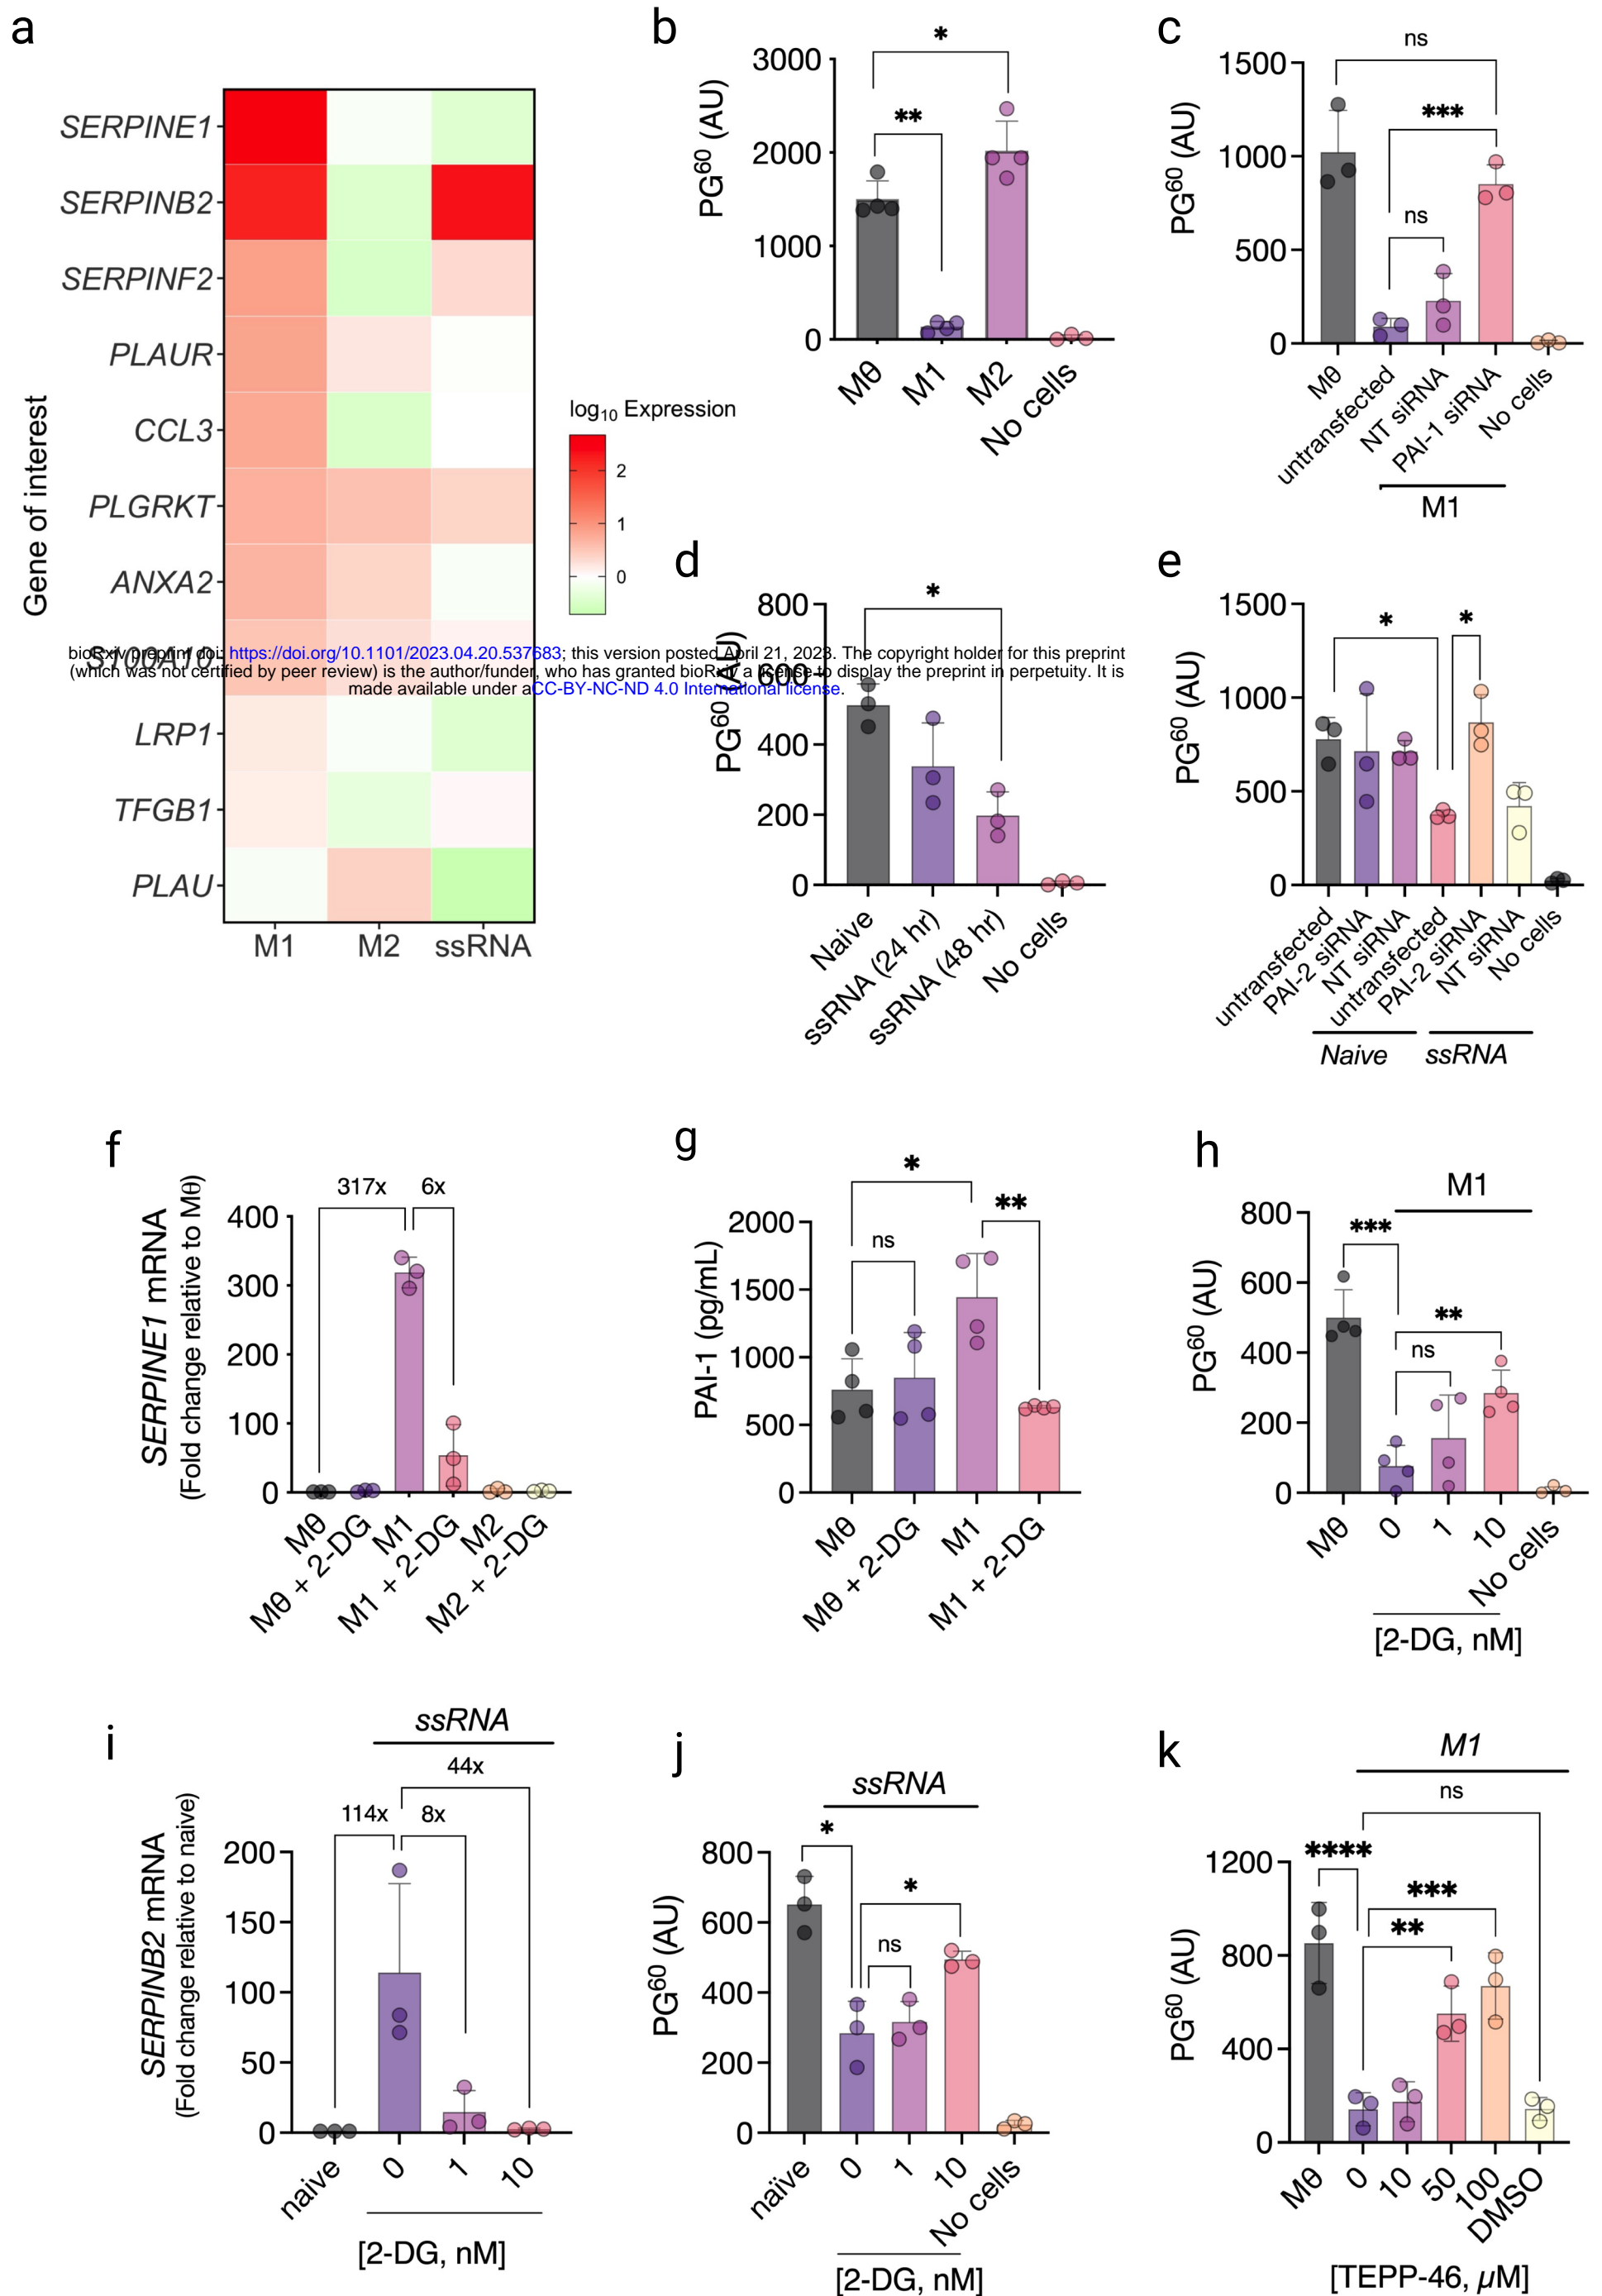 a
Gene of interest
SERPINE1
SERPINB2
SERPINF2
PLAUR
CCL3
PLGRKT
ANXA2
S100A10
LRP1
TFGB1
PLAU
M1 M2 ssRNA
log10 Expression
2
1
0
b
PG60 (AU)
3000
2000
1000
0
*
**
Mθ M1 M2 No cells
c
PG60 (AU)
1500
1000
500
0
ns
***
ns
Mθ untransfected NT siRNA PAI-1 siRNA No cells
M1
bioRxiv preprint doi: https://doi.org/10.1101/2023.04.20.537683; this version posted April 21, 2023. The copyright holder for this preprint
(which was not certified by peer review) is the author/funder, who has granted bioRxiv a license to display the preprint in perpetuity. It is
made available under aCC-BY-NC-ND 4.0 International license.
d
PG60 (AU)
800
600
400
200
0
*
Naive ssRNA (24 hr) ssRNA (48 hr) No cells
e
PG60 (AU)
1500
1000
500
0
* *
untransfected PAI-2 siRNA NT siRNA untransfected PAI-2 siRNA NT siRNA No cells
Naive ssRNA
f
SERPINE1 mRNA
(Fold change relative to Mθ)
400
300
200
100
0
317x 6x
Mθ Mθ + 2-DG M1 M1 + 2-DG M2 M2 + 2-DG
g
PAI-1 (pg/mL)
2000
1500
1000
500
0
*
**
ns
Mθ Mθ + 2-DG M1 M1 + 2-DG
h
M1
PG60 (AU)
800
600
400
200
0
***
**
ns
Mθ 0 1 10 No cells
[2-DG, nM]
i
ssRNA
SERPINB2 mRNA
(Fold change relative to naive)
44x
114x 8x
200
150
100
50
0
naive 0 1 10
[2-DG, nM]
j
ssRNA
PG60 (AU)
800
600
400
200
0
*
*
ns
naïve 0 1 10 No cells
[2-DG, nM]
k
M1
ns
PG60 (AU)
1200
800
400
0
****
***
**
Mθ 0 10 50 100 DMSO
[TEPP-46, µM]